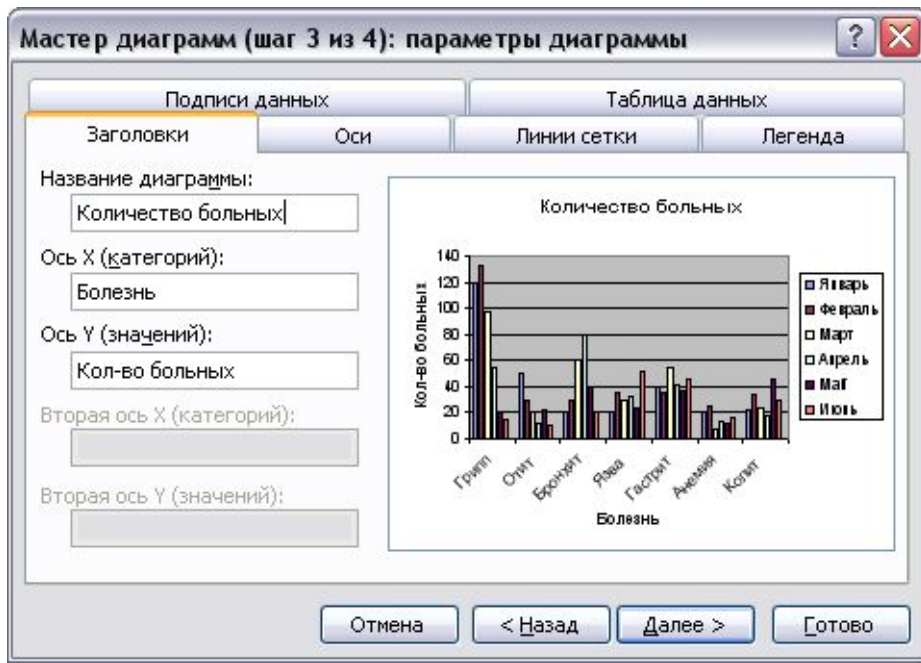 Мастер диаграмм (шаг 3 из 4): параметры диаграммы
Подписи данных
Таблица данных
Заголовки
Оси
Линии сетки
Легенда
Название диаграммы:
Количество больных
Ось X (категорий):
Болезнь
Ось Y (значений):
Кол-во больных
Вторая ось X (категорий):
Вторая ось Y (значений):
Количество больных
Кол-во больных
140
120
100
80
60
40
20
0
Грипп
Отит
Бронхит
Язва
Гастрит
Анемия
Колит
Болезнь
Январь
Февраль
Март
Апрель
Май
Июнь
Отмена
< Назад
Далее >
Готово